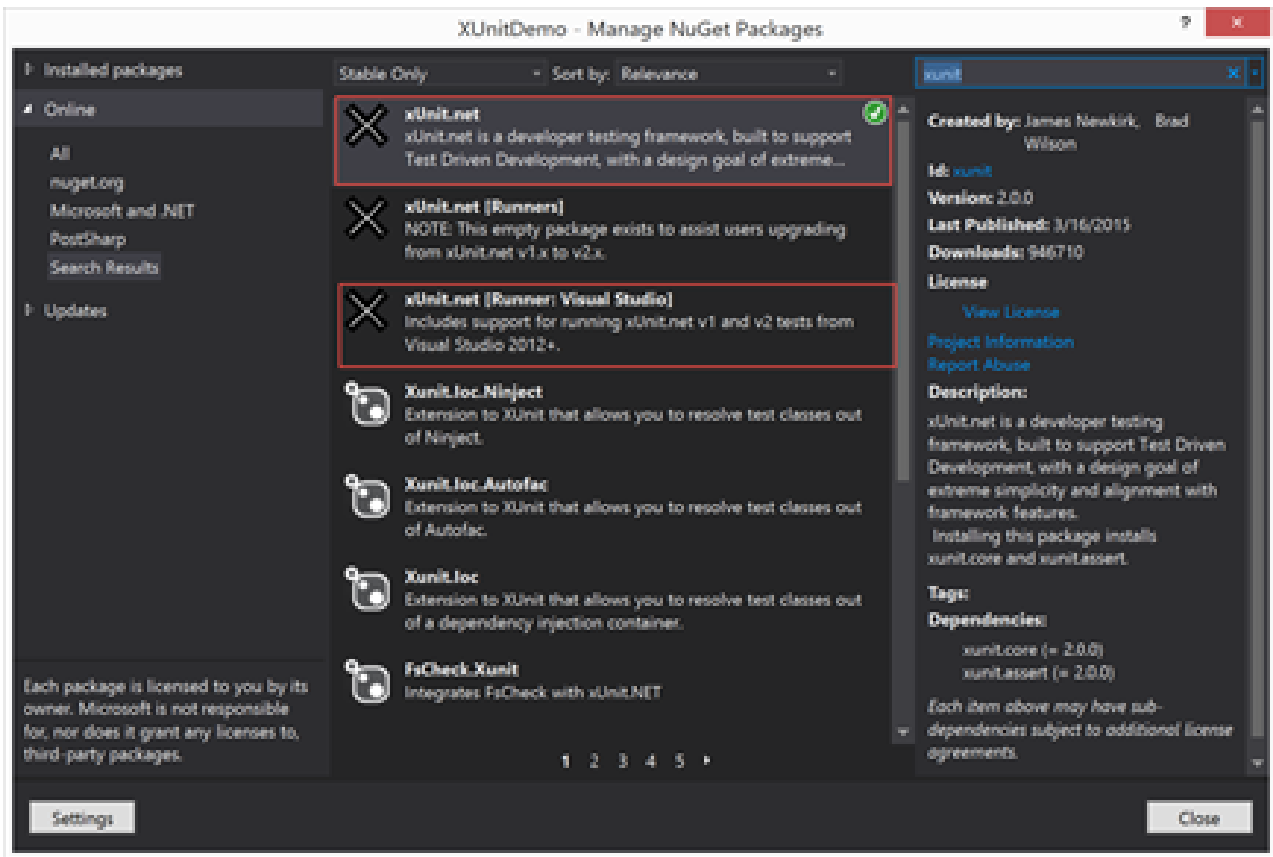 XUnitDemo - Manage NuGet Packages
?
Installed packages
Online
All
nuget.org
Microsoft and .NET
PostSharp
Search Results
Updates
Each package is licensed to you by its
owner. Microsoft is not responsible
for, nor does it grant any licenses to,
third-party packages.
Settings
Stable Only
Sort by: Relevance
xUnit.net
xUnit.net is a developer testing framework, built to support
Test Driven Development, with a design goal of extreme...
xUnit.net [Runners]
NOTE: This empty package exists to assist users upgrading
from xUnit.net v1.x to v2.x.
xUnit.net [Runner: Visual Studio]
Includes support for running xUnit.net v1 and v2 tests from
Visual Studio 2012+.
Xunit.Ioc.Ninject
Extension to XUnit that allows you to resolve test classes out
of Ninject.
Xunit.Ioc.Autofac
Extension to XUnit that allows you to resolve test classes out
of Autofac.
Xunit.Ioc
Extension to XUnit that allows you to resolve test classes out
of a dependency injection container.
FsCheck.Xunit
Integrates FsCheck with xUnit.NET
1 2 3 4 5
xunit
Created by: James Newkirk, Brad
Wilson
Id: xunit
Version: 2.0.0
Last Published: 3/16/2015
Downloads: 946710
License
View License
Project Information
Report Abuse
Description:
xUnit.net is a developer testing
framework, built to support Test Driven
Development, with a design goal of
extreme simplicity and alignment with
framework features.
Installing this package installs
xunit.core and xunit.assert.
Tags:
Dependencies:
xunit.core (= 2.0.0)
xunit.assert (= 2.0.0)
Each item above may have sub-
dependencies subject to additional license
agreements.
Close